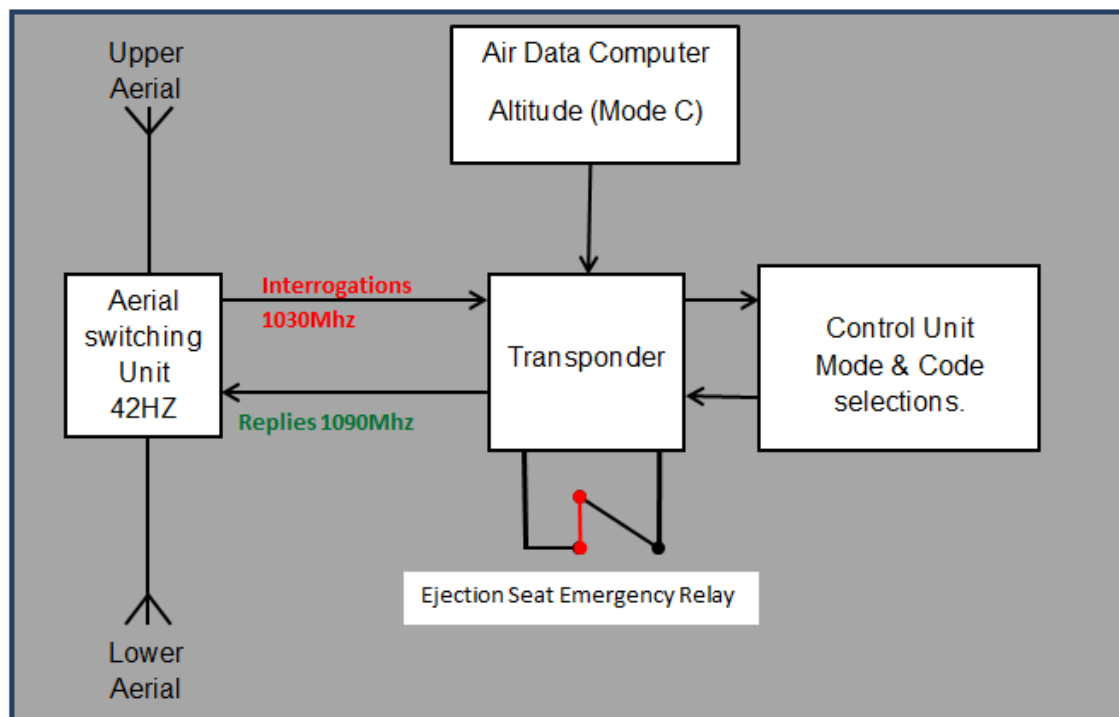 Upper
Aerial
Air Data Computer
Altitude (Mode C)
Aerial
switching
Unit
42HZ
Interrogations
1030Mhz
Replies 1090Mhz
Transponder
Control Unit
Mode & Code
selections.
Ejection Seat Emergency Relay
Lower
Aerial